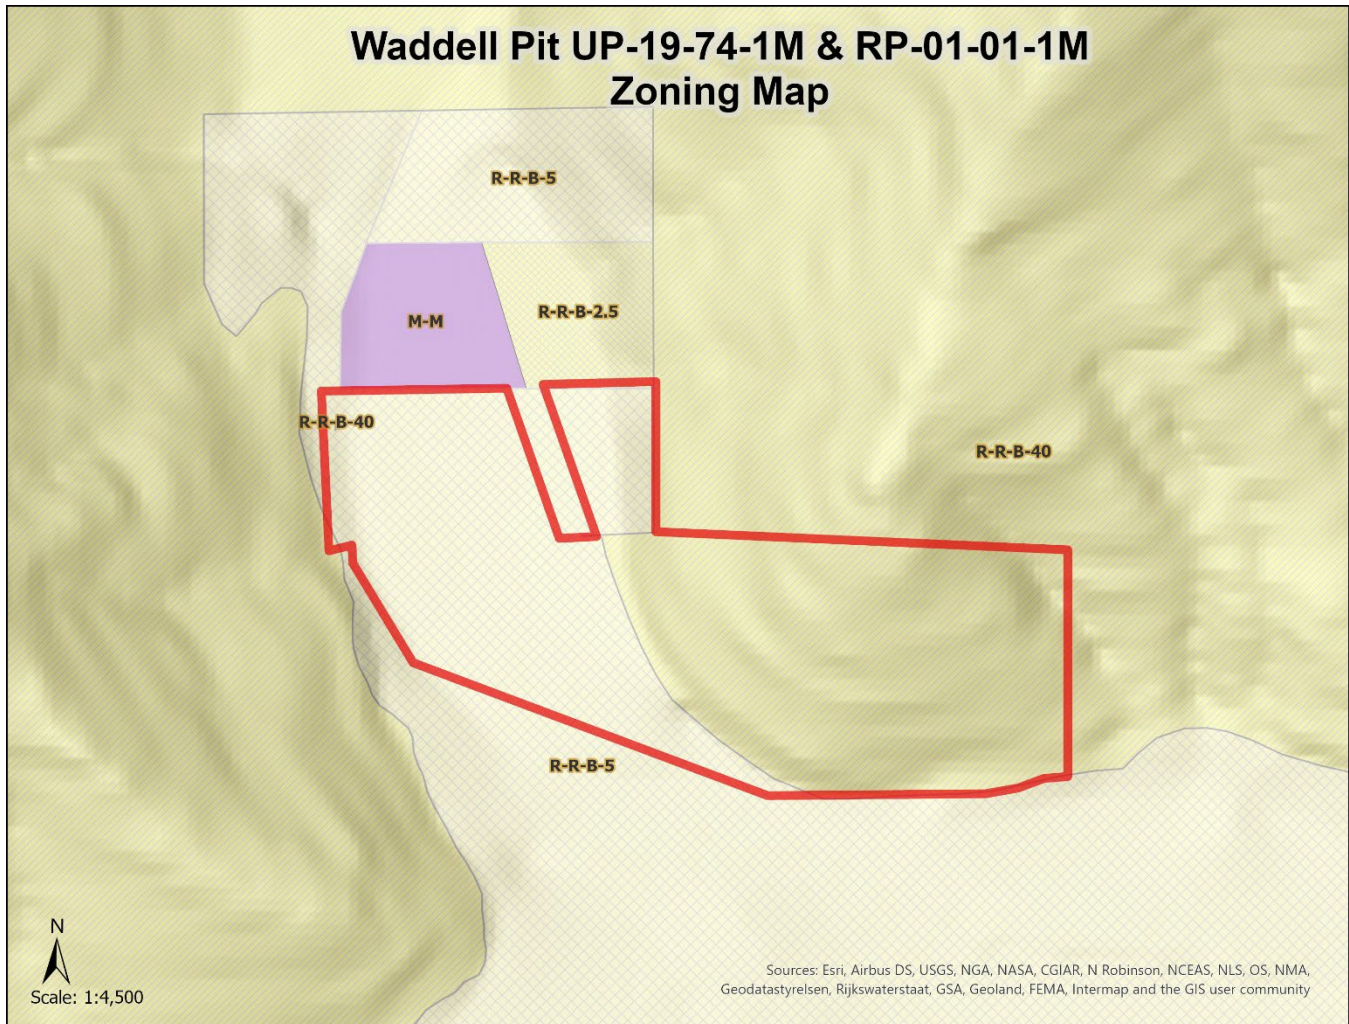 Waddell Pit UP-19-74-1M & RP-01-01-1M
Zoning Map
R-R-B-5
R-R-B-2.5
M-M
R-R-B-40
R-R-B-40
R-R-B-5
N
Scale: 1:4,500
Sources: Esri, Airbus DS, USGS, NGA, NASA, CGIAR, N Robinson, NCEAS, NLS, OS, NMA,
Geodatastyrelsen, Rijkswaterstaat, GSA, Geoland, FEMA, Intermap and the GIS user community